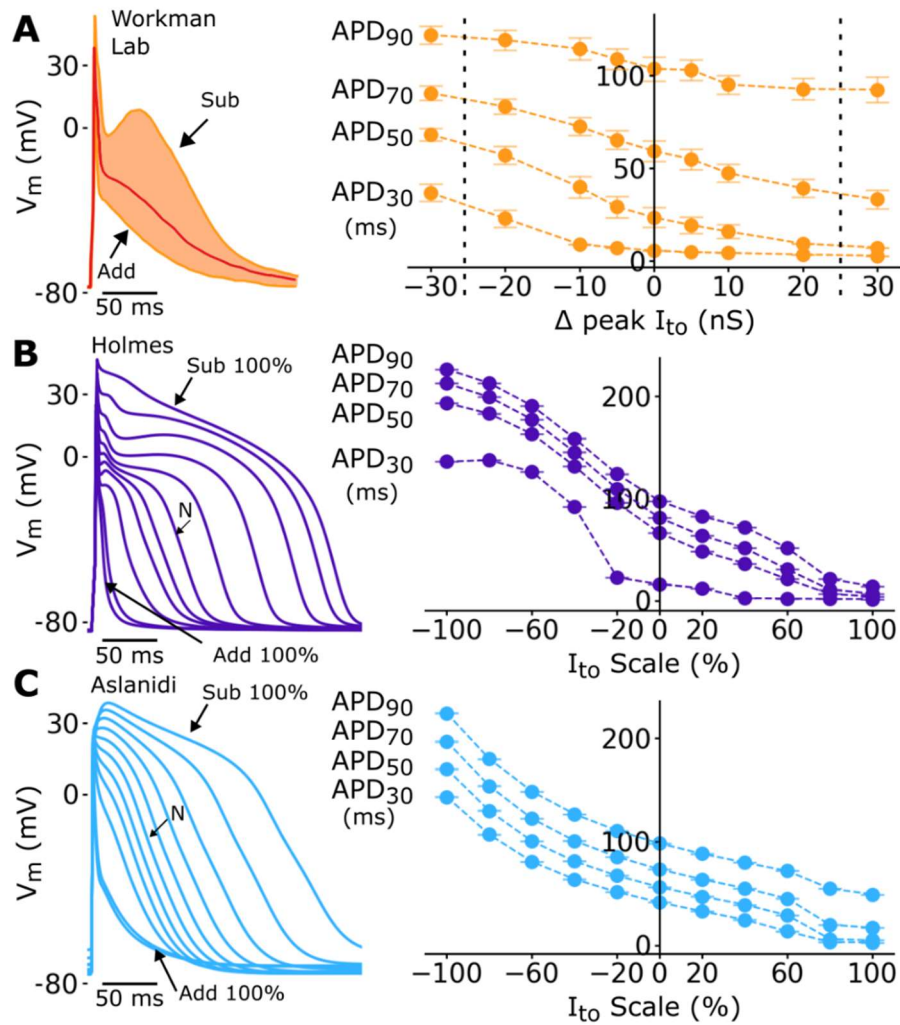 A
Workman
Lab
30
0
-80
Vₘ (mV)
Sub
Add
50 ms
APD₉₀
APD₇₀
APD₅₀
APD₃₀
(ms)
100
50
0
−30 −20 −10 0 10 20 30
Δ peak Iₜₒ (nS)
B
Holmes
30
0
-80
Vₘ (mV)
Sub 100%
N
Add 100%
50 ms
APD₉₀
APD₇₀
APD₅₀
APD₃₀
(ms)
200
100
0
−100 −60 −20 0 20 60 100
Iₜₒ Scale (%)
C
Aslanidi
30
0
-80
Vₘ (mV)
Sub 100%
N
Add 100%
50 ms
APD₉₀
APD₇₀
APD₅₀
APD₃₀
(ms)
200
100
0
−100 −60 −20 0 20 60 100
Iₜₒ Scale (%)